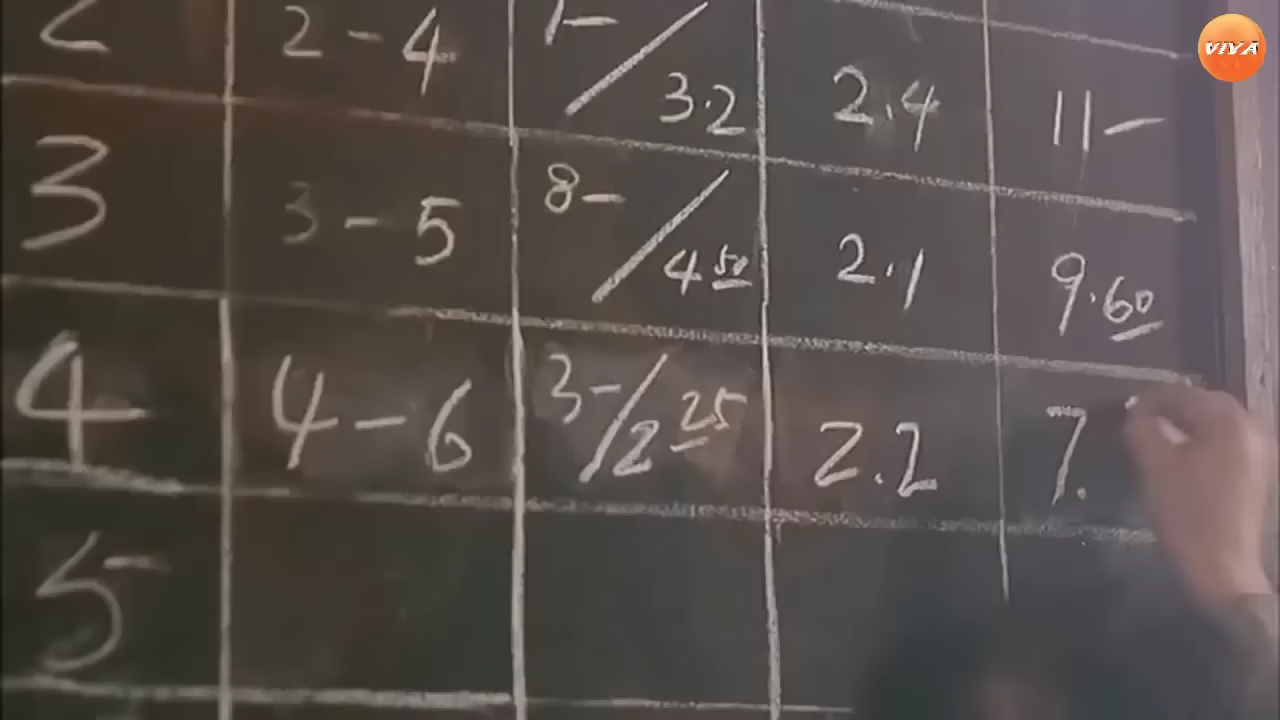 VIVA
2 2-4 1-/3.2 2.4 11-
3 3-5 8-/4 50 2.1 9.60
4 4-6 3-/2 25 2.2 7.
5